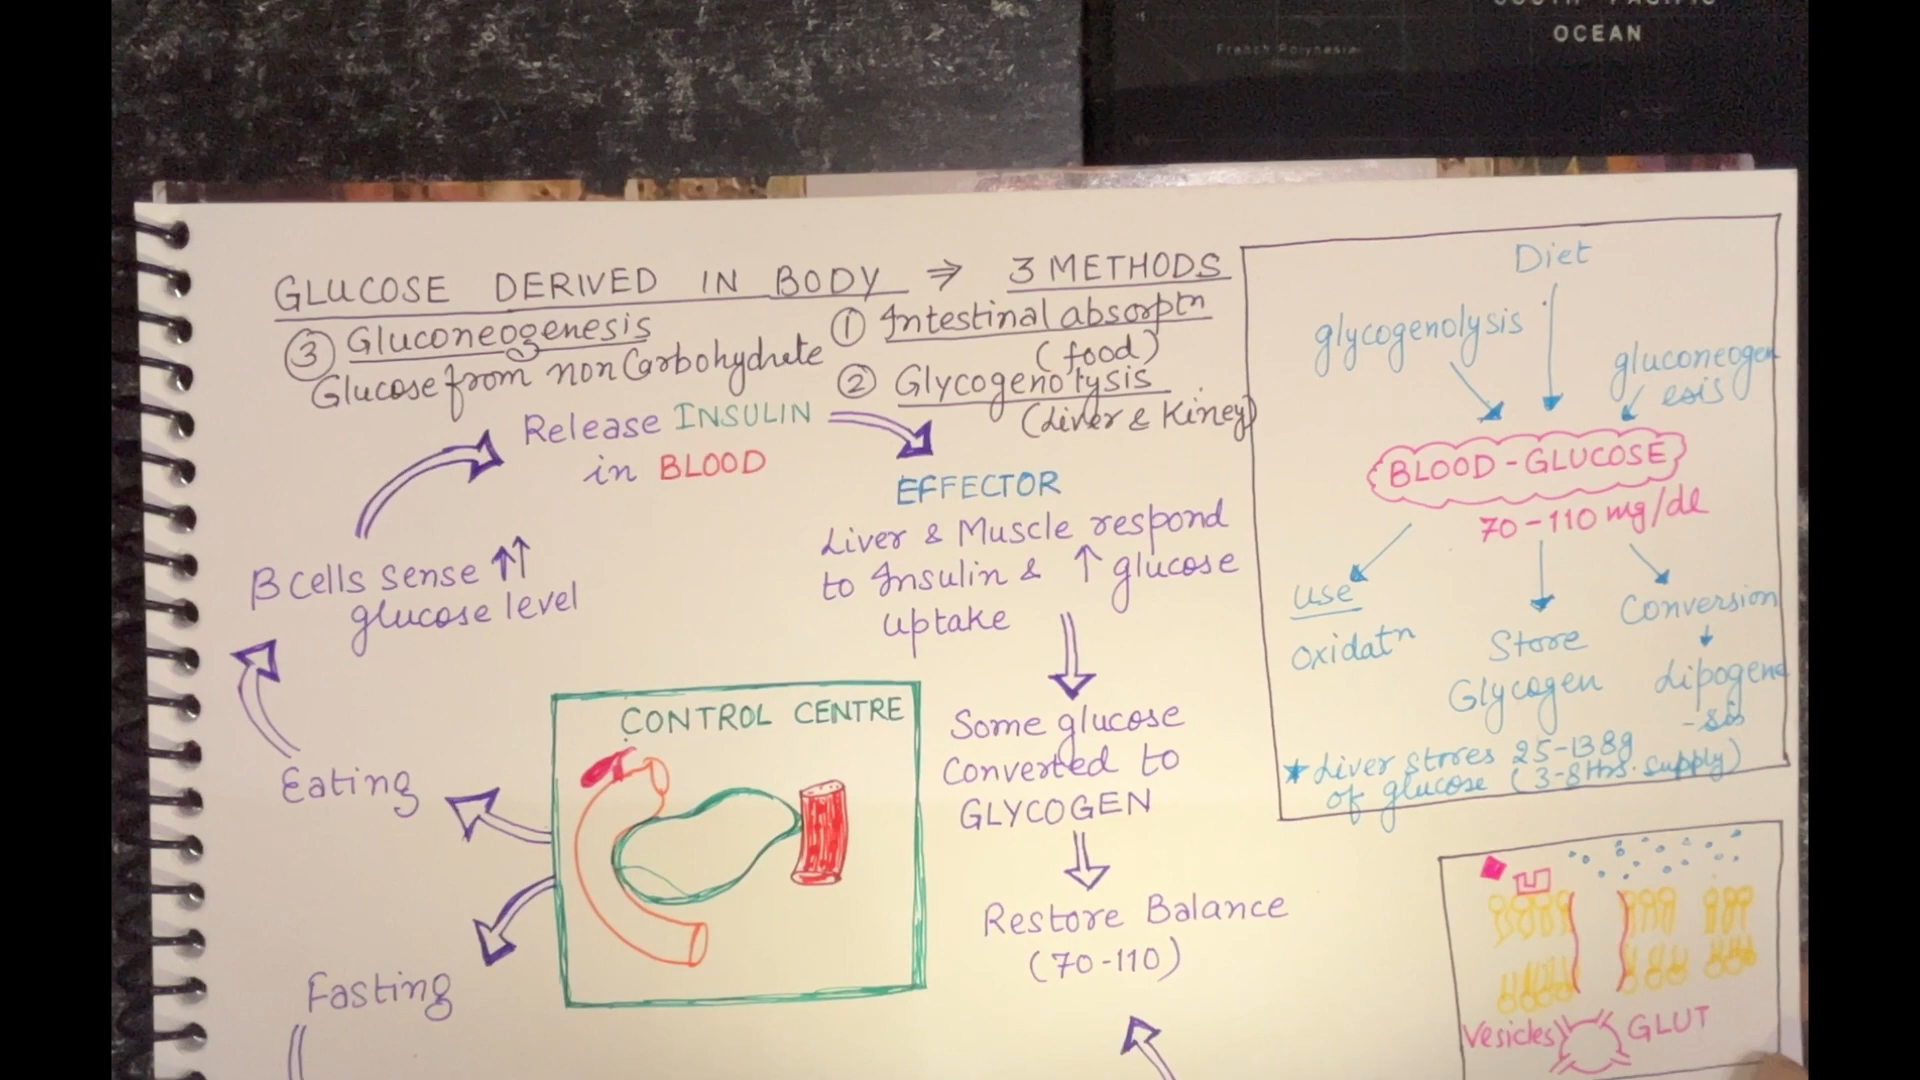 OCEAN
French Polynesia
GLUCOSE DERIVED IN BODY ⇒ 3 METHODS
① Intestinal absorptn
(food)
② Glycogenolysis
(Liver & Kiney)
③ Gluconeogenesis
Glucose from non Carbohydrate
Release INSULIN
in BLOOD
EFFECTOR
Liver & Muscle respond
to Insulin & ↑ glucose
uptake
Some glucose
Converted to
GLYCOGEN
Restore Balance
(70-110)
β cells sense ↑↑
glucose level
Eating
Fasting
CONTROL CENTRE
Diet
glycogenolysis
gluconeogen
esis
BLOOD-GLUCOSE
70-110 mg/dl
use
oxidatn
Store
Glycogen
Conversion
Lipogene
-sis
★ Liver stores 25-138g
of glucose (3-8Hrs. supply)
Vesicles
GLUT